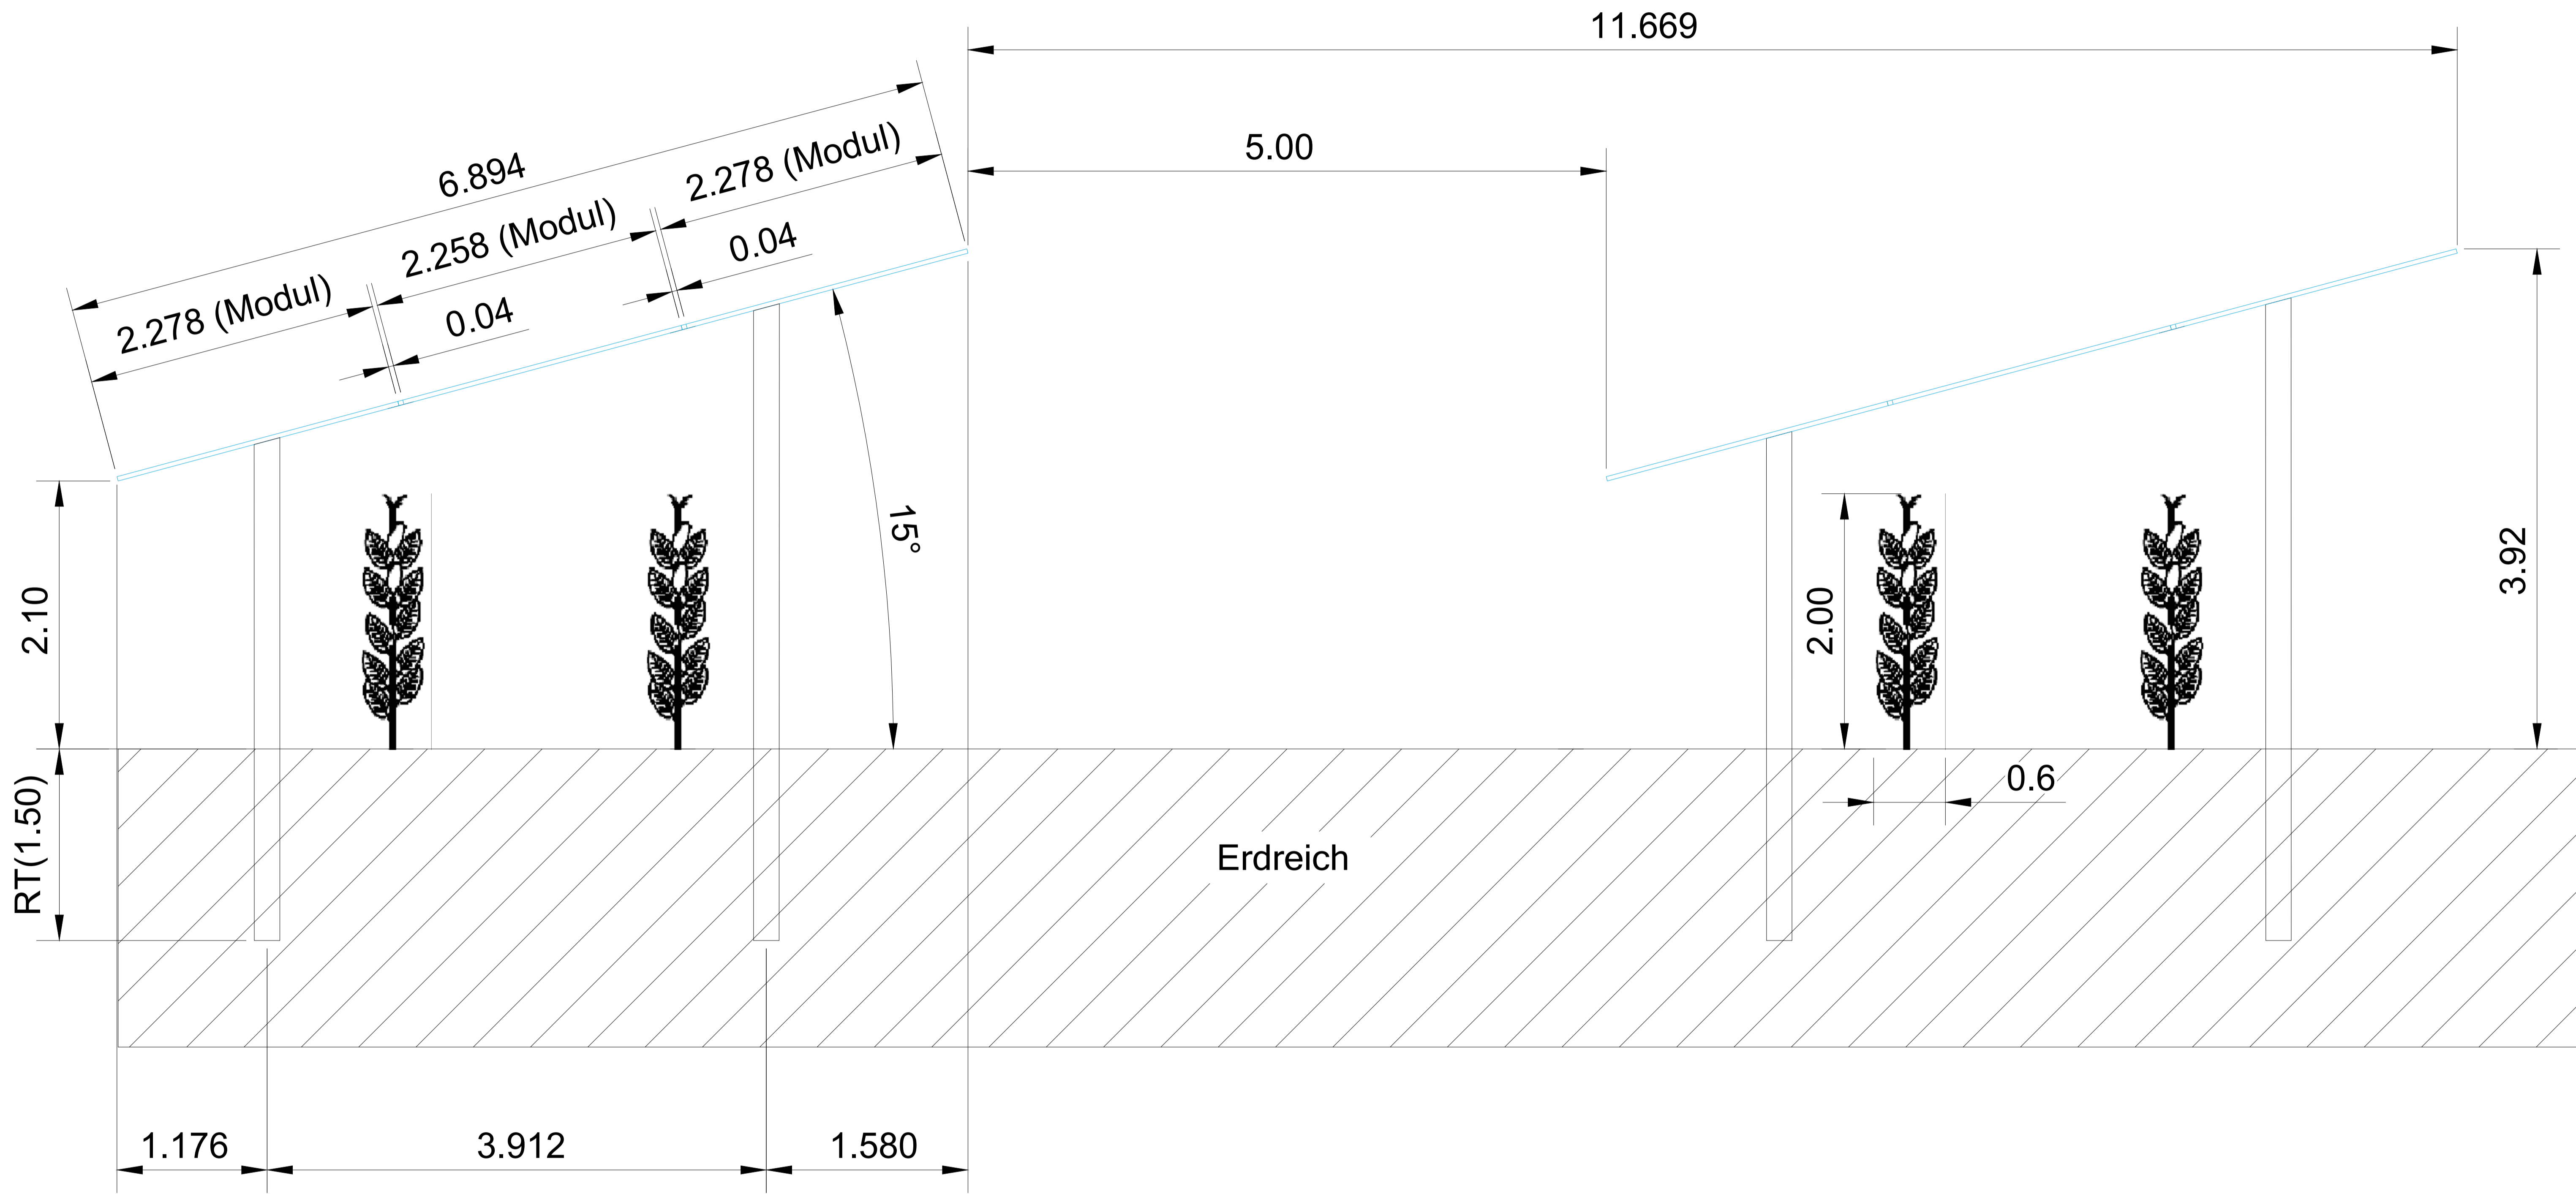 11.669
5.00
6.894
2.278 (Modul)
2.258 (Modul)
2.278 (Modul)
0.04
0.04
15°
2.10
2.00
3.92
0.6
RT(1.50)
Erdreich
1.176
3.912
1.580